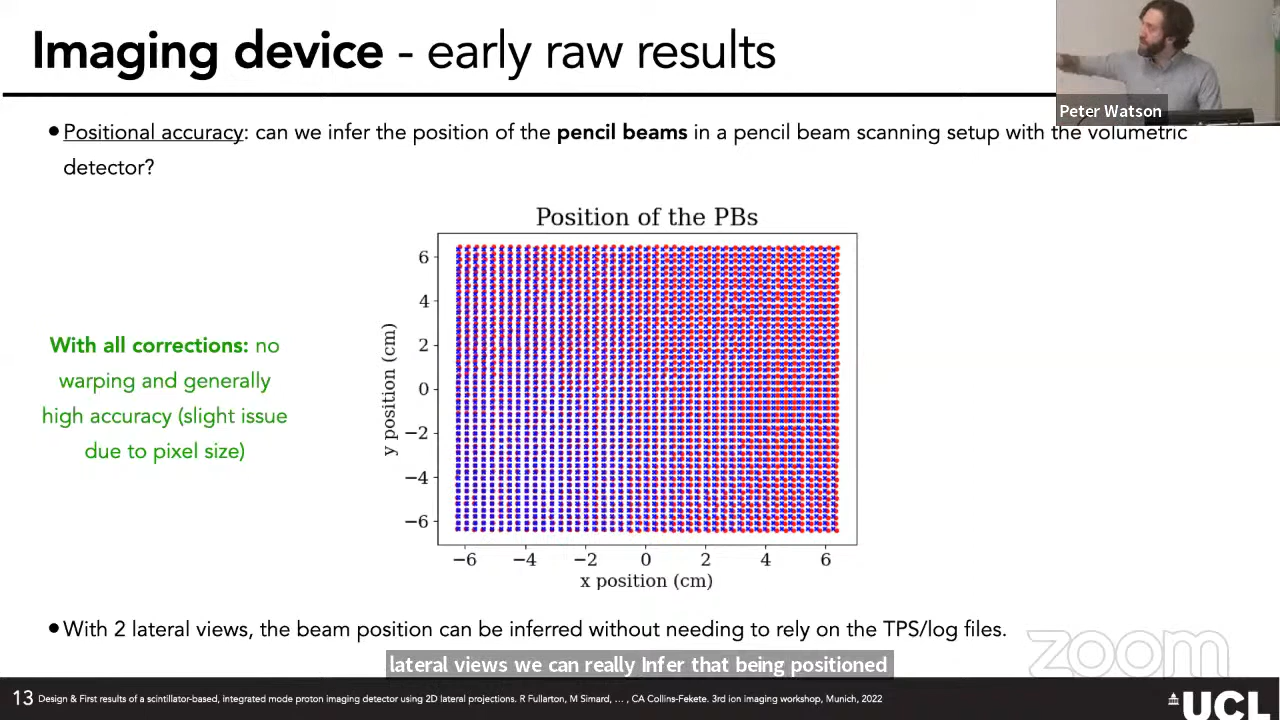 Imaging device - early raw results
Peter Watson
•Positional accuracy: can we infer the position of the pencil beams in a pencil beam scanning setup with the volumetric
detector?
Position of the PBs
With all corrections: no
warping and generally
high accuracy (slight issue
due to pixel size)
y position (cm)
6
4
2
0
−2
−4
−6
−6 −4 −2 0 2 4 6
x position (cm)
•With 2 lateral views, the beam position can be inferred without needing to rely on the TPS/log files.
zoom
lateral views we can really Infer that being positioned
13 Design & First results of a scintillator-based, integrated mode proton imaging detector using 2D lateral projections. R Fullarton, M Simard, ... , CA Collins-Fekete. 3rd ion imaging workshop, Munich, 2022
UCL